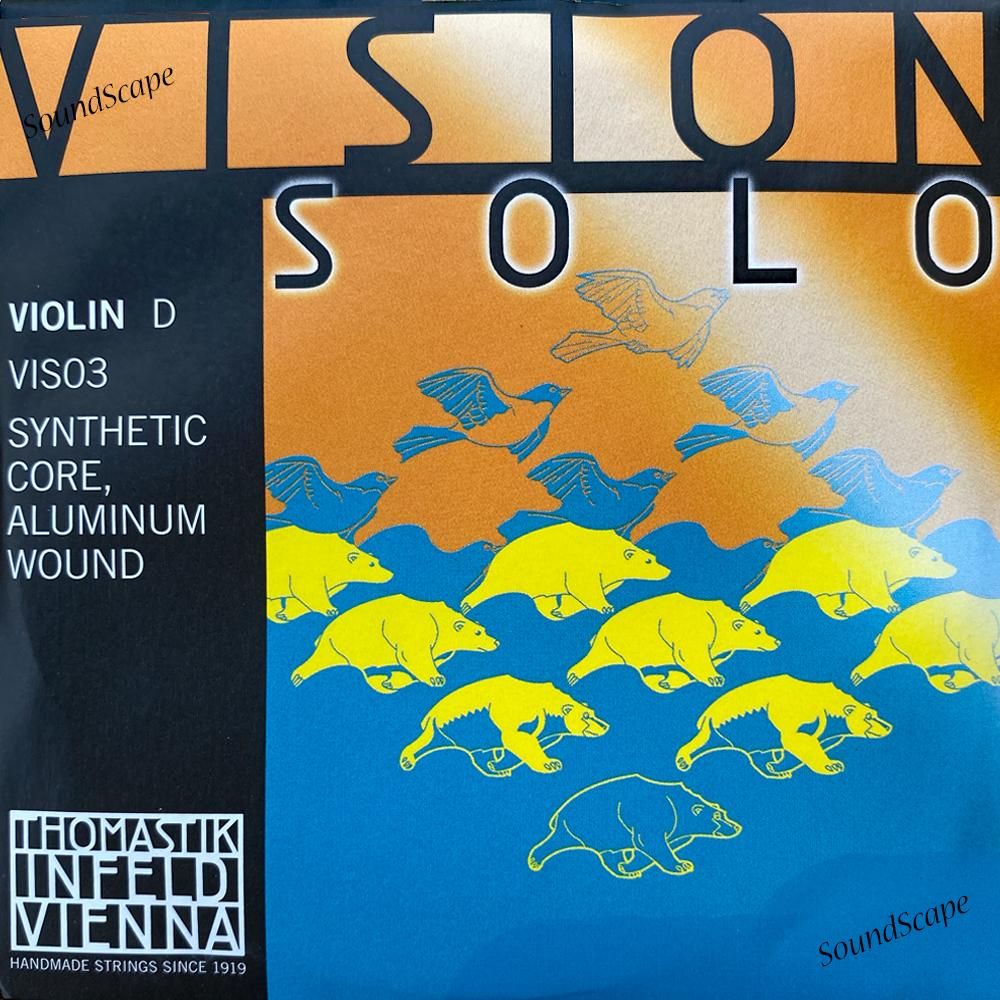 VISION
SoundScape
SOLO
VIOLIN D
VIS03
SYNTHETIC
CORE,
ALUMINUM
WOUND
THOMASTIK
INFELD
VIENNA
HANDMADE STRINGS SINCE 1919
SoundScape